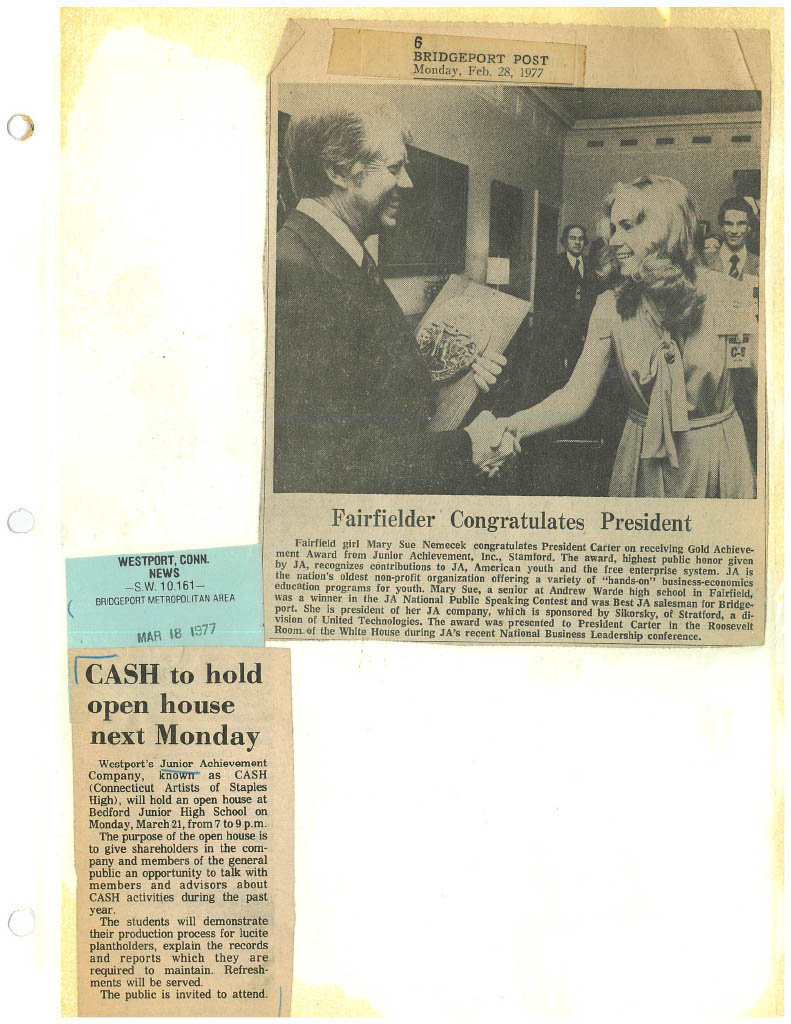 6
BRIDGEPORT POST
Monday, Feb. 28, 1977
C-8
Fairfielder Congratulates President
Fairfield girl Mary Sue Nemecek congratulates President Carter on receiving Gold Achieve-
ment Award from Junior Achievement, Inc., Stamford. The award, highest public honor given
by JA, recognizes contributions to JA, American youth and the free enterprise system. JA is
the nation's oldest non-profit organization offering a variety of "hands-on" business-economics
education programs for youth. Mary Sue, a senior at Andrew Warde high school in Fairfield,
was a winner in the JA National Public Speaking Contest and was Best JA salesman for Bridge-
port. She is president of her JA company, which is sponsored by Sikorsky, of Stratford, a di-
vision of United Technologies. The award was presented to President Carter in the Roosevelt
Room of the White House during JA's recent National Business Leadership conference.
WESTPORT, CONN.
NEWS
—S.W. 10.161—
BRIDGEPORT METROPOLITAN AREA
MAR 18 1977
CASH to hold
open house
next Monday
Westport's Junior Achievement
Company, known as CASH
(Connecticut Artists of Staples
High), will hold an open house at
Bedford Junior High School on
Monday, March 21, from 7 to 9 p.m.
The purpose of the open house is
to give shareholders in the com-
pany and members of the general
public an opportunity to talk with
members and advisors about
CASH activities during the past
year.
The students will demonstrate
their production process for lucite
plantholders, explain the records
and reports which they are
required to maintain. Refresh-
ments will be served.
The public is invited to attend.